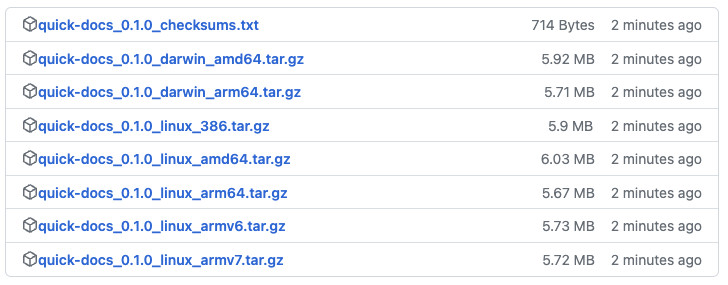 quick-docs_0.1.0_checksums.txt 714 Bytes 2 minutes ago
quick-docs_0.1.0_darwin_amd64.tar.gz 5.92 MB 2 minutes ago
quick-docs_0.1.0_darwin_arm64.tar.gz 5.71 MB 2 minutes ago
quick-docs_0.1.0_linux_386.tar.gz 5.9 MB 2 minutes ago
quick-docs_0.1.0_linux_amd64.tar.gz 6.03 MB 2 minutes ago
quick-docs_0.1.0_linux_arm64.tar.gz 5.67 MB 2 minutes ago
quick-docs_0.1.0_linux_armv6.tar.gz 5.73 MB 2 minutes ago
quick-docs_0.1.0_linux_armv7.tar.gz 5.72 MB 2 minutes ago